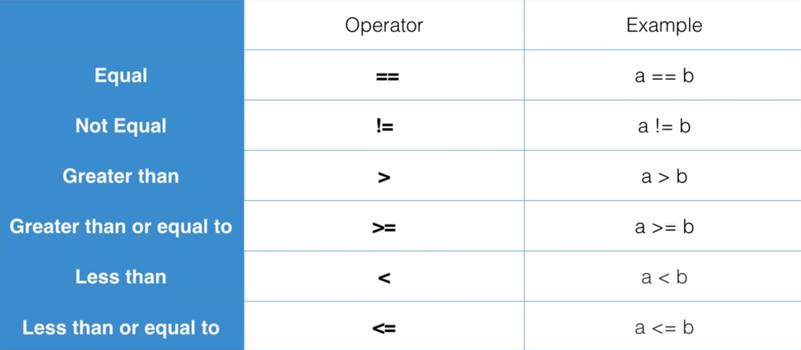 Operator Example
Equal == a == b
Not Equal != a != b
Greater than > a > b
Greater than or equal to >= a >= b
Less than < a < b
Less than or equal to <= a <= b